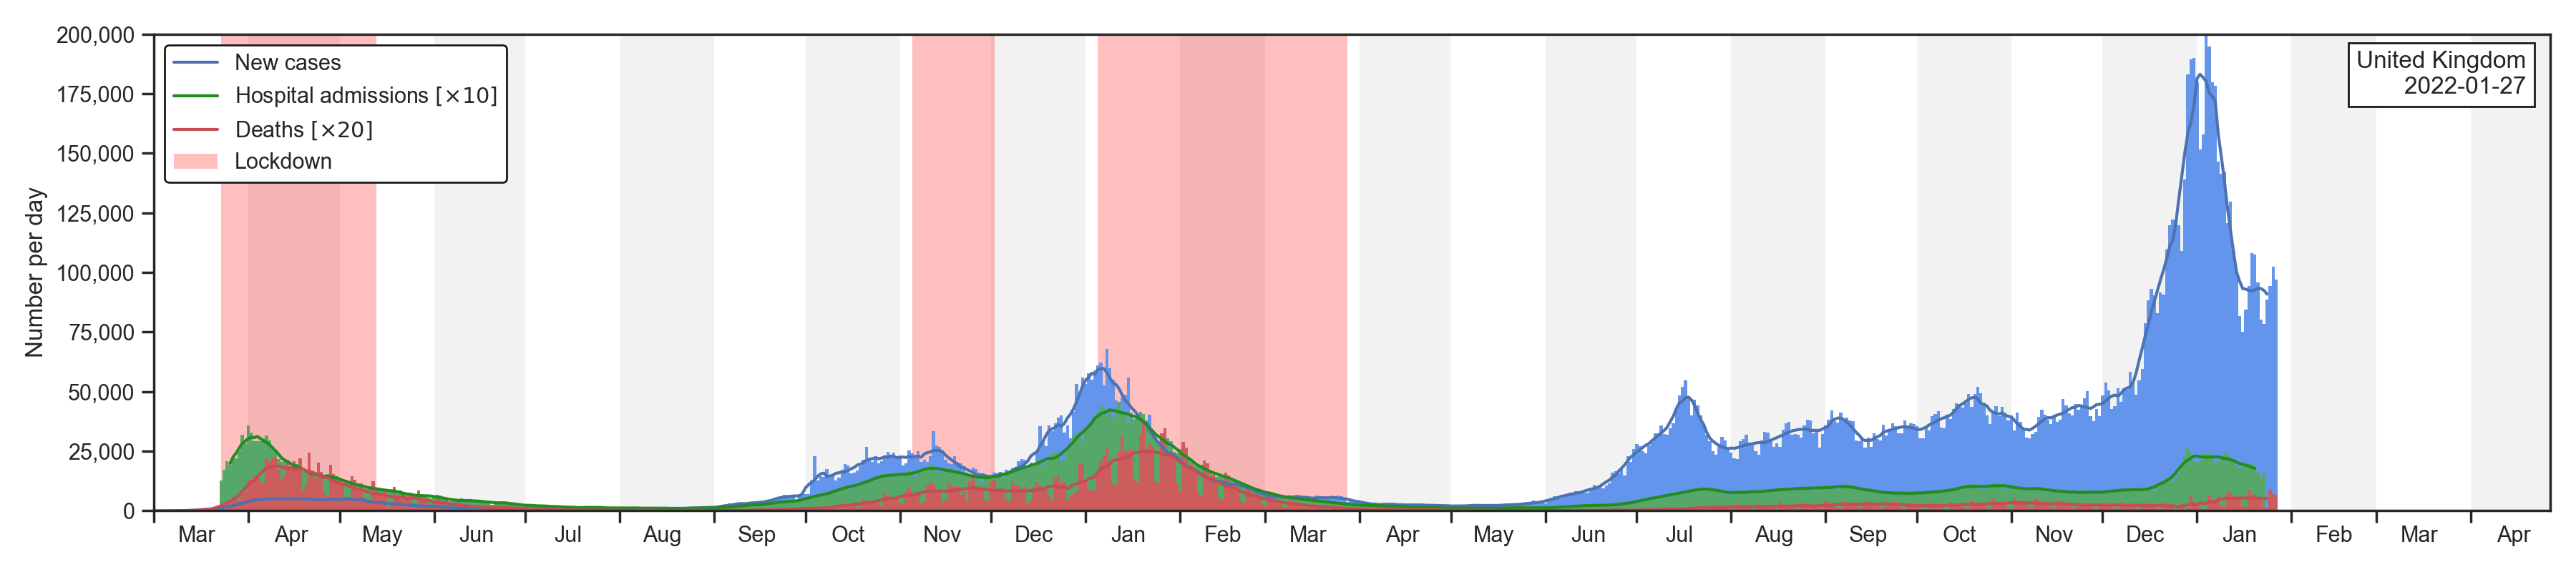 200,000
175,000
150,000
125,000
100,000
75,000
50,000
25,000
0
Number per day
New cases
Hospital admissions [×10]
Deaths [×20]
Lockdown
United Kingdom
2022-01-27
Mar Apr May Jun Jul Aug Sep Oct Nov Dec Jan Feb Mar Apr May Jun Jul Aug Sep Oct Nov Dec Jan Feb Mar Apr